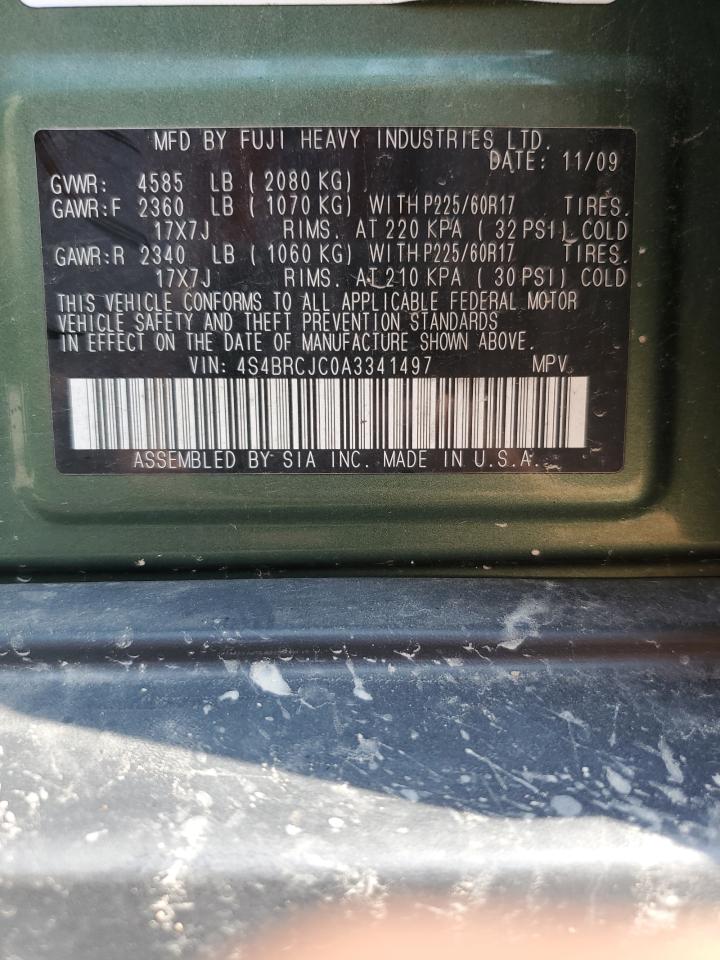 MFD BY FUJI HEAVY INDUSTRIES LTD.
DATE: 11/09
GVWR: 4585 LB ( 2080 KG)
GAWR:F 2360 LB ( 1070 KG) WITH P225/60R17 TIRES.
17X7J RIMS. AT 220 KPA ( 32 PSI) COLD
GAWR:R 2340 LB ( 1060 KG) WITH P225/60R17 TIRES.
17X7J RIMS. AT 210 KPA ( 30 PSI) COLD
THIS VEHICLE CONFORMS TO ALL APPLICABLE FEDERAL MOTOR
VEHICLE SAFETY AND THEFT PREVENTION STANDARDS
IN EFFECT ON THE DATE OF MANUFACTURE SHOWN ABOVE.
VIN: 4S4BRCJC0A3341497 MPV
ASSEMBLED BY SIA INC. MADE IN U.S.A.